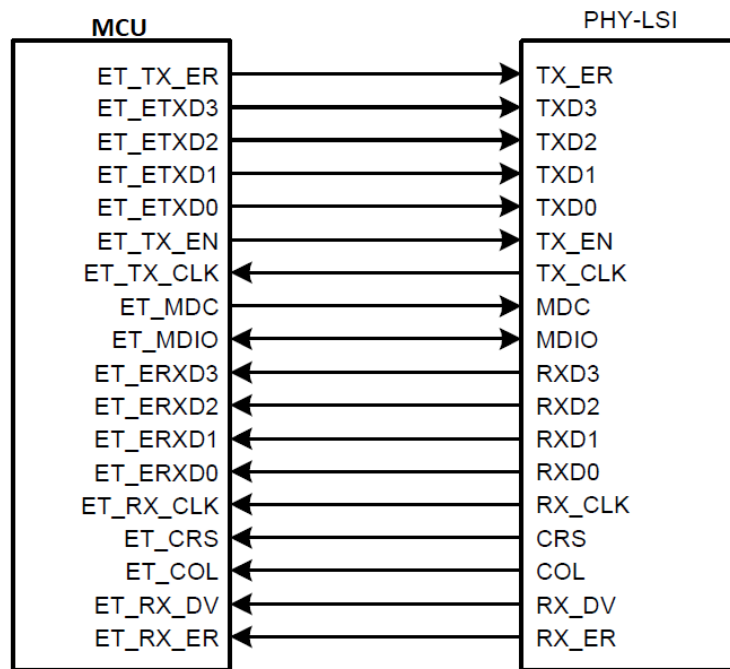 MCU PHY-LSI
ET_TX_ER TX_ER
ET_ETXD3 TXD3
ET_ETXD2 TXD2
ET_ETXD1 TXD1
ET_ETXD0 TXD0
ET_TX_EN TX_EN
ET_TX_CLK TX_CLK
ET_MDC MDC
ET_MDIO MDIO
ET_ERXD3 RXD3
ET_ERXD2 RXD2
ET_ERXD1 RXD1
ET_ERXD0 RXD0
ET_RX_CLK RX_CLK
ET_CRS CRS
ET_COL COL
ET_RX_DV RX_DV
ET_RX_ER RX_ER